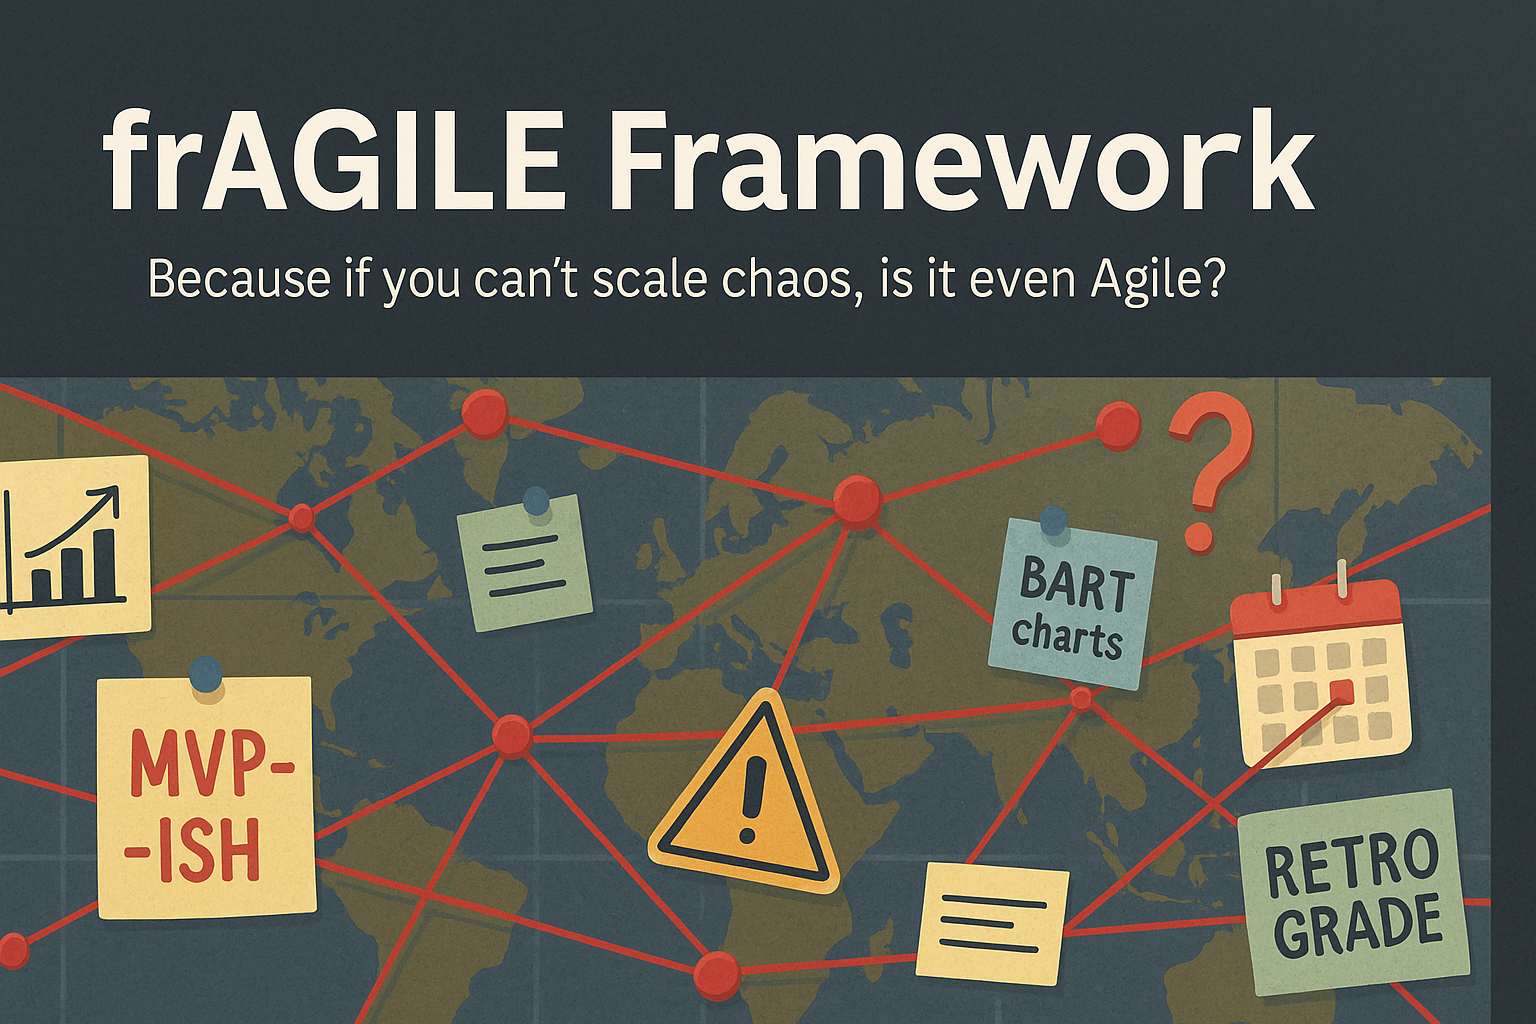 frAGILE Framework
Because if you can't scale chaos, is it even Agile?
BART
charts
MVP-
-ISH
RETRO
GRADE